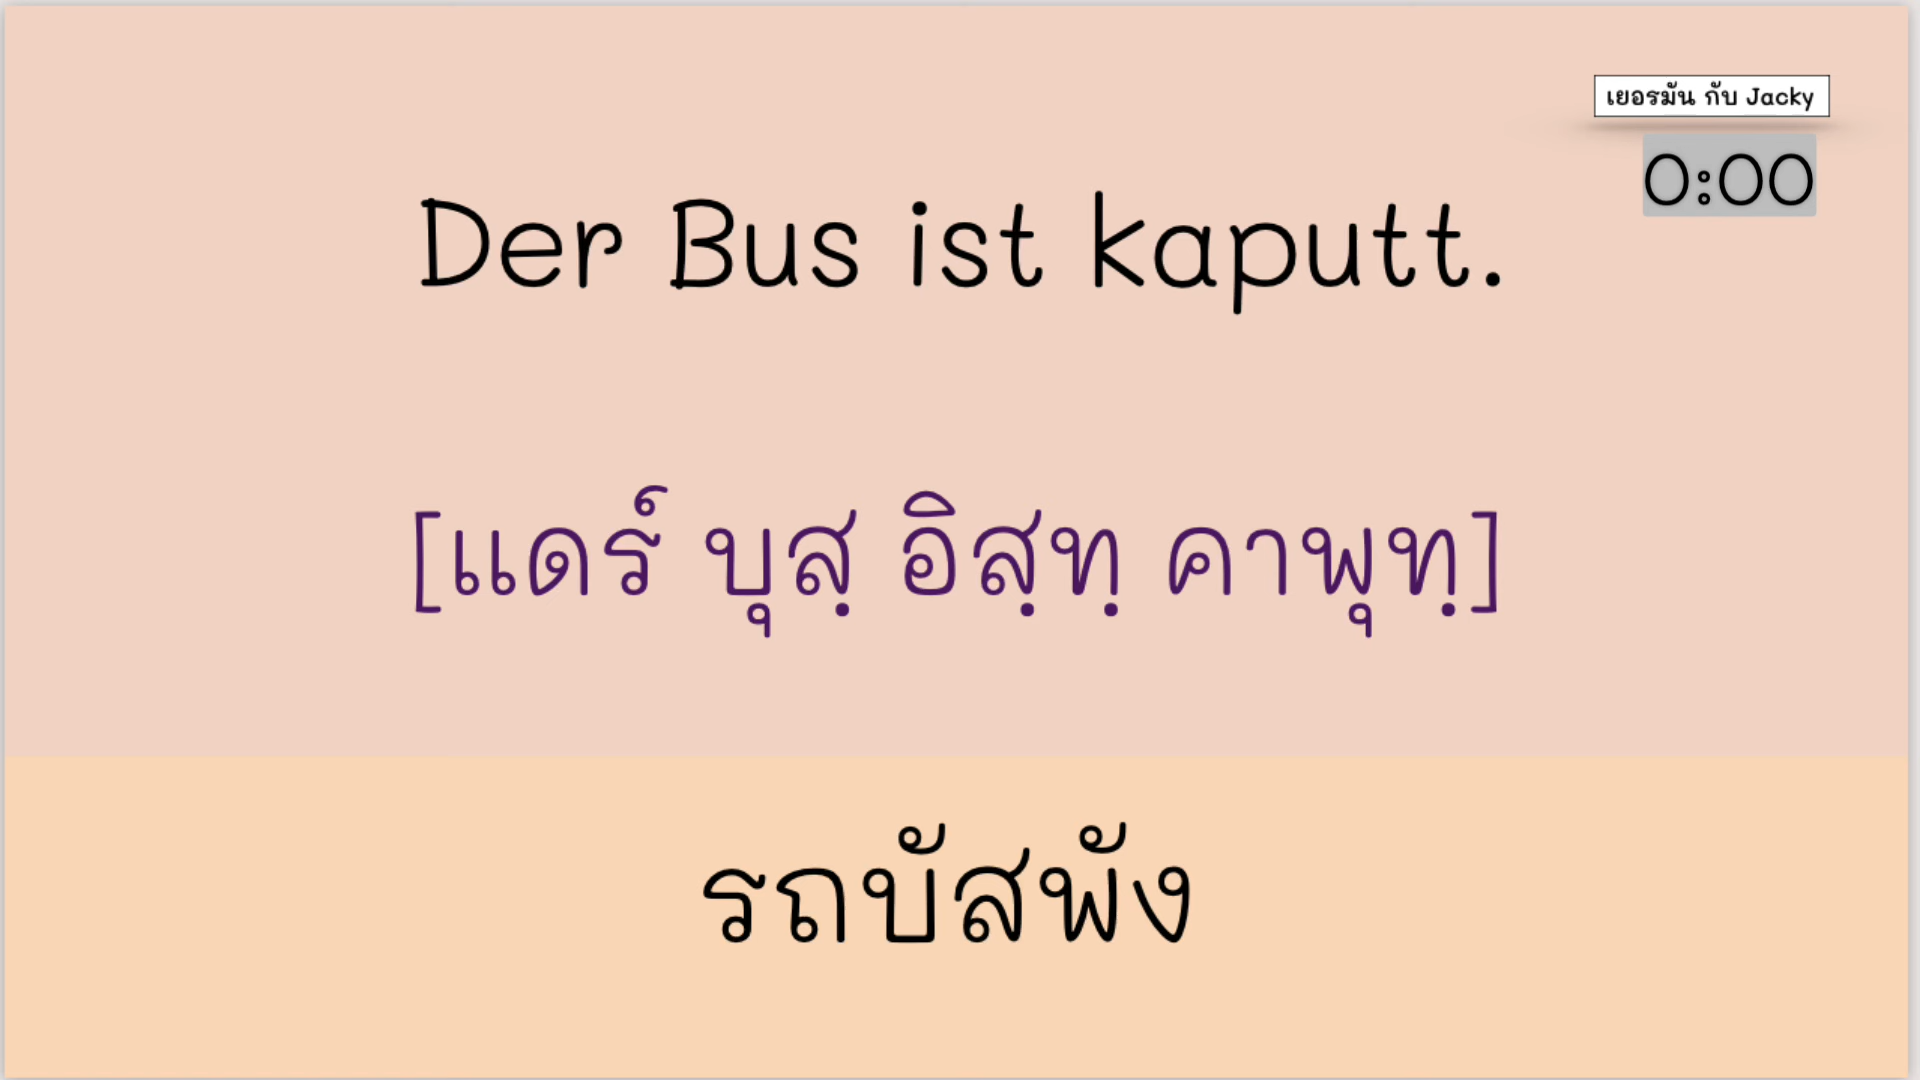 เยอรมัน กับ Jacky
0:00
Der Bus ist kaputt.
[แดร์ บุสฺ อิสฺทฺ คาพุทฺ]
รถบัสพัง